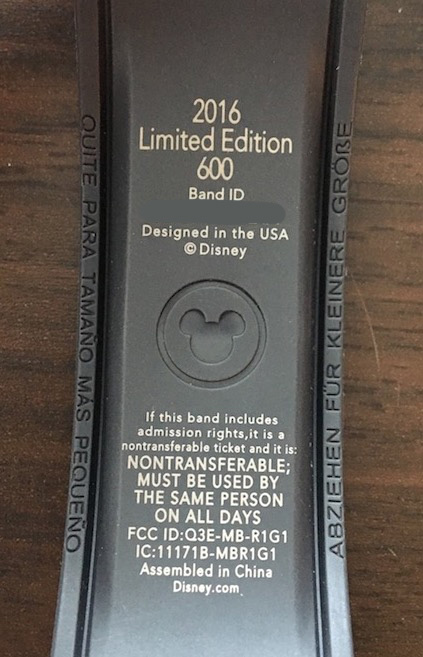 2016
Limited Edition
600
Band ID
Designed in the USA
© Disney
If this band includes
admission rights,it is a
nontransferable ticket and it is:
NONTRANSFERABLE;
MUST BE USED BY
THE SAME PERSON
ON ALL DAYS
FCC ID:Q3E-MB-R1G1
IC:11171B-MBR1G1
Assembled in China
Disney.com
QUITE PARA TAMAÑO MÁS PEQUEÑO
ABZIEHEN FÜR KLEINERE GRÖßE